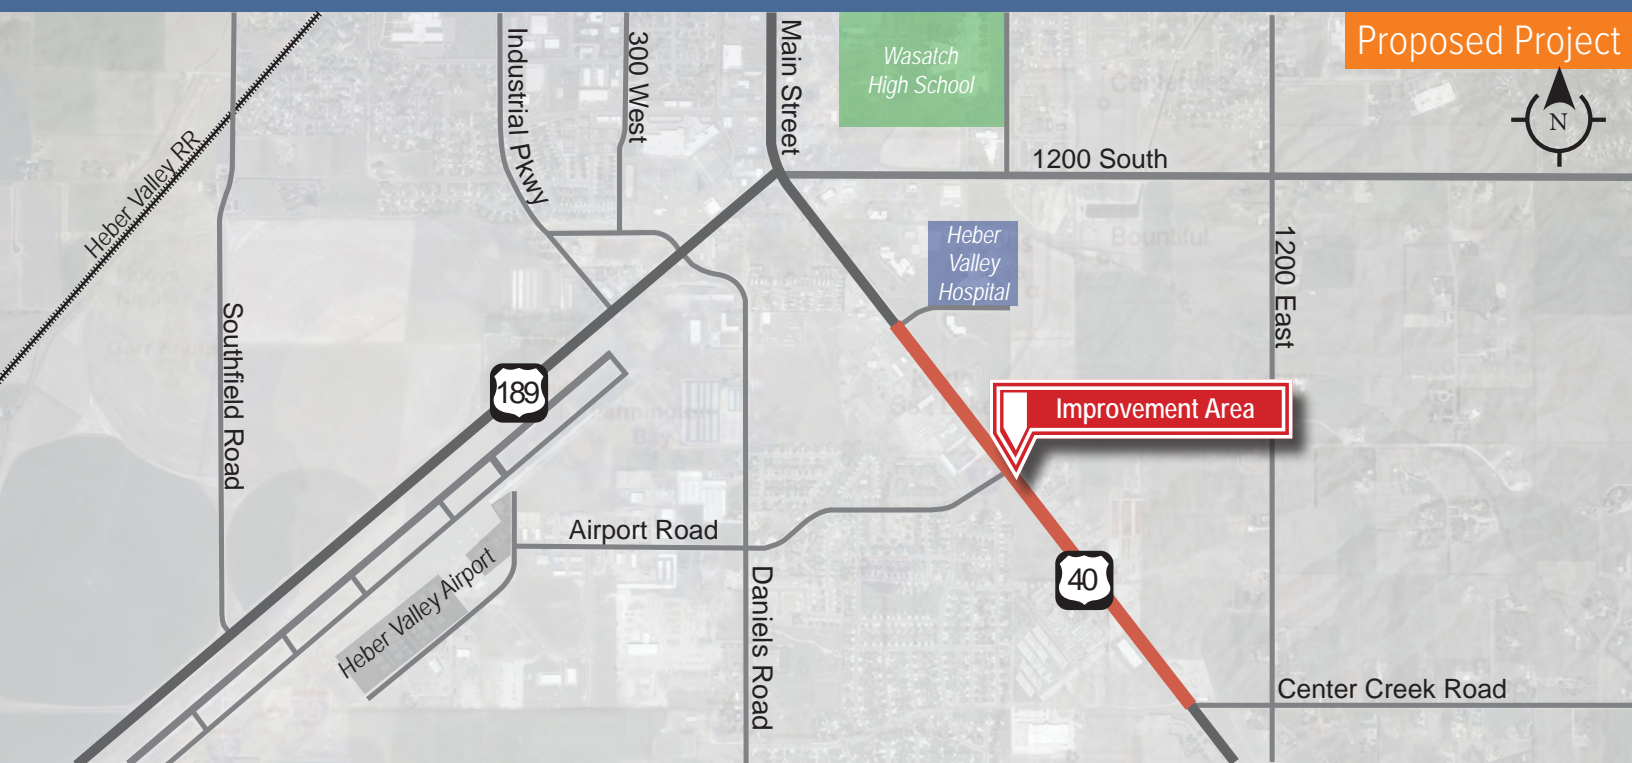 Proposed Project
N
Industrial Pkwy
300 West
Main Street
Wasatch
High School
1200 South
Heber Valley RR
Heber
Valley
Hospital
1200 East
Southfield Road
189
Improvement Area
Airport Road
Heber Valley Airport
40
Daniels Road
Center Creek Road
Bountiful